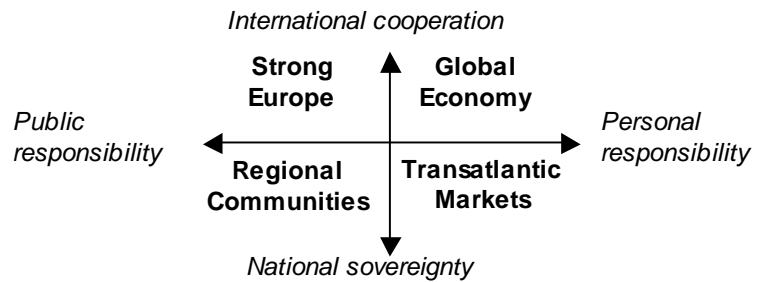 International cooperation
Strong
Europe
Global
Economy
Public
responsibility
Personal
responsibility
Regional
Communities
Transatlantic
Markets
National sovereignty